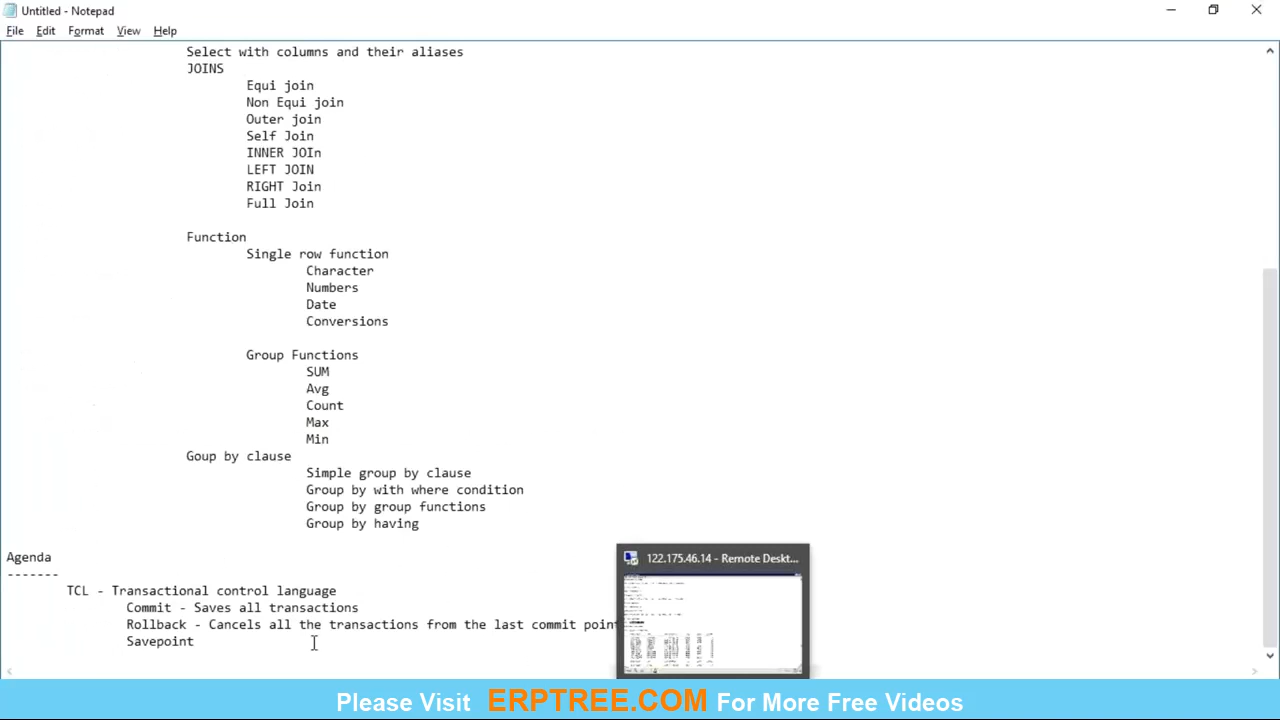 Untitled - Notepad
File Edit Format View Help
Select with columns and their aliases
JOINS
Equi join
Non Equi join
Outer join
Self Join
INNER JOIn
LEFT JOIN
RIGHT Join
Full Join
Function
Single row function
Character
Numbers
Date
Conversions
Group Functions
SUM
Avg
Count
Max
Min
Goup by clause
Simple group by clause
Group by with where condition
Group by group functions
Group by having
Agenda
-------
TCL - Transactional control language
Commit - Saves all transactions
Rollback - Cancels all the transactions from the last commit point
Savepoint
122.175.46.14 - Remote Deskt...
Please Visit ERPTREE.COM For More Free Videos